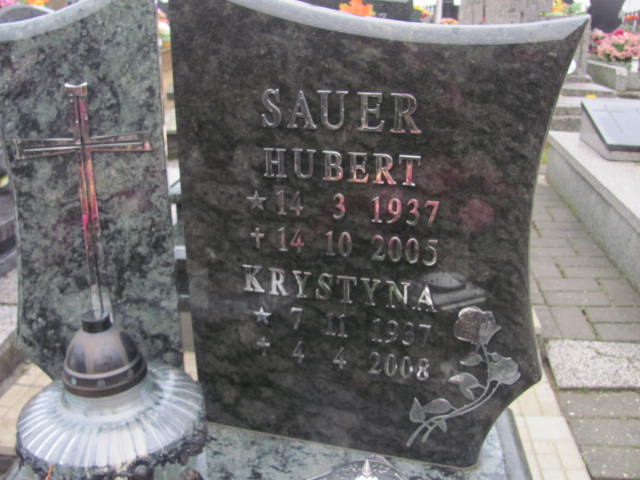 SAUER
HUBERT
★ 14 3 1937
✝ 14 10 2005
KRYSTYNA
★ 7 11 1937
✝ 4 4 2008